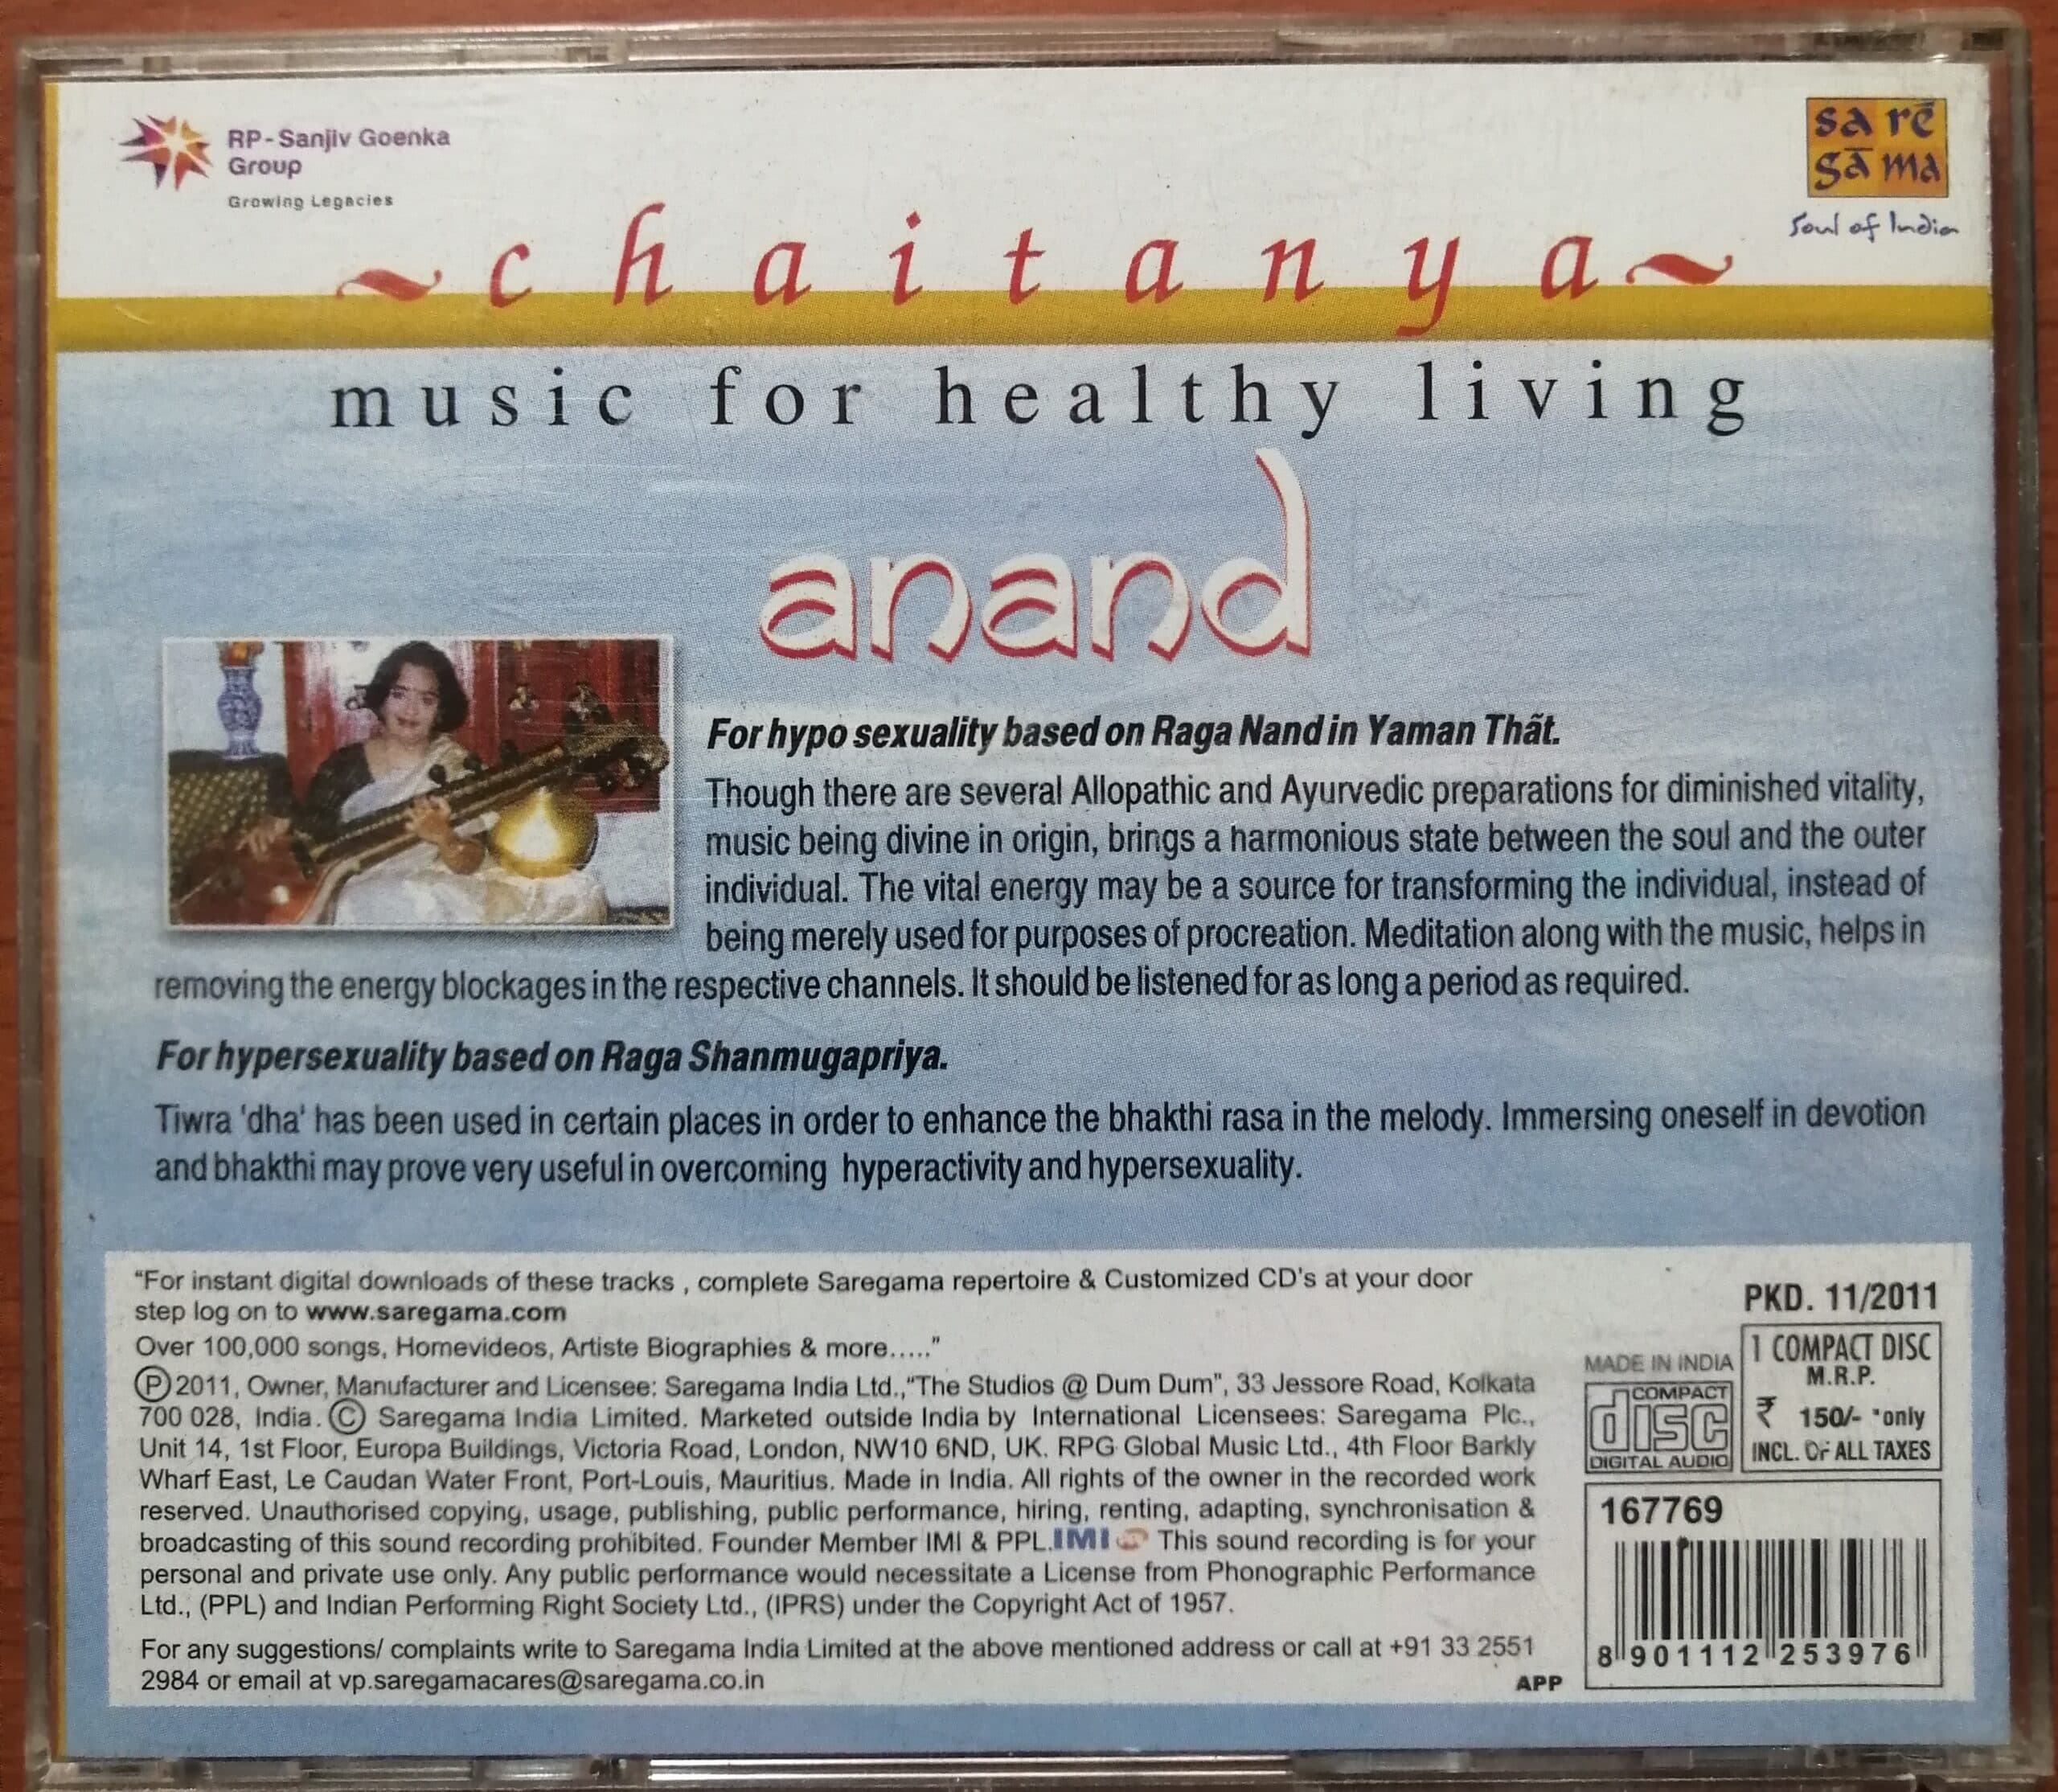 RP-Sanjiv Goenka
Group
Growing Legacies
sa rē
gā ma
Soul of India
~chaitanya~
music for healthy living
anand
For hypo sexuality based on Raga Nand in Yaman Thãt.
Though there are several Allopathic and Ayurvedic preparations for diminished vitality,
music being divine in origin, brings a harmonious state between the soul and the outer
individual. The vital energy may be a source for transforming the individual, instead of
being merely used for purposes of procreation. Meditation along with the music, helps in
removing the energy blockages in the respective channels. It should be listened for as long a period as required.
For hypersexuality based on Raga Shanmugapriya.
Tiwra 'dha' has been used in certain places in order to enhance the bhakthi rasa in the melody. Immersing oneself in devotion
and bhakthi may prove very useful in overcoming hyperactivity and hypersexuality.
"For instant digital downloads of these tracks , complete Saregama repertoire & Customized CD's at your door
step log on to www.saregama.com
Over 100,000 songs, Homevideos, Artiste Biographies & more....."
Ⓟ 2011, Owner, Manufacturer and Licensee: Saregama India Ltd.,"The Studios @ Dum Dum", 33 Jessore Road, Kolkata
700 028, India. Ⓒ Saregama India Limited. Marketed outside India by International Licensees: Saregama Plc.,
Unit 14, 1st Floor, Europa Buildings, Victoria Road, London, NW10 6ND, UK. RPG Global Music Ltd., 4th Floor Barkly
Wharf East, Le Caudan Water Front, Port-Louis, Mauritius. Made in India. All rights of the owner in the recorded work
reserved. Unauthorised copying, usage, publishing, public performance, hiring, renting, adapting, synchronisation &
broadcasting of this sound recording prohibited. Founder Member IMI & PPL. IMI This sound recording is for your
personal and private use only. Any public performance would necessitate a License from Phonographic Performance
Ltd., (PPL) and Indian Performing Right Society Ltd., (IPRS) under the Copyright Act of 1957.
For any suggestions/ complaints write to Saregama India Limited at the above mentioned address or call at +91 33 2551
2984 or email at vp.saregamacares@saregama.co.in
APP
PKD. 11/2011
MADE IN INDIA
COMPACT
disc
DIGITAL AUDIO
1 COMPACT DISC
M.R.P.
₹ 150/- *only
INCL. OF ALL TAXES
167769
8 901112 253976